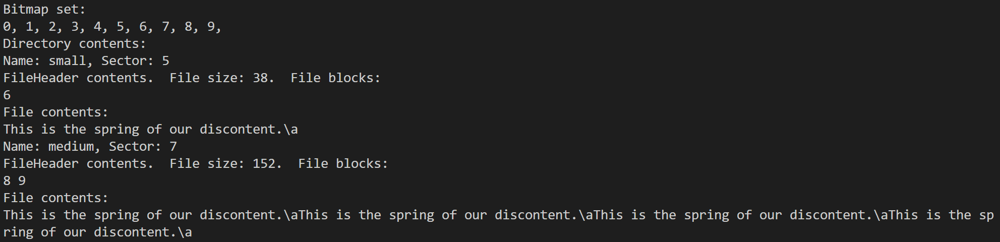 Bitmap set:
0, 1, 2, 3, 4, 5, 6, 7, 8, 9,
Directory contents:
Name: small, Sector: 5
FileHeader contents.  File size: 38.  File blocks:
6
File contents:
This is the spring of our discontent.\a
Name: medium, Sector: 7
FileHeader contents.  File size: 152.  File blocks:
8 9
File contents:
This is the spring of our discontent.\aThis is the spring of our discontent.\aThis is the spring of our discontent.\aThis is the sp
ring of our discontent.\a